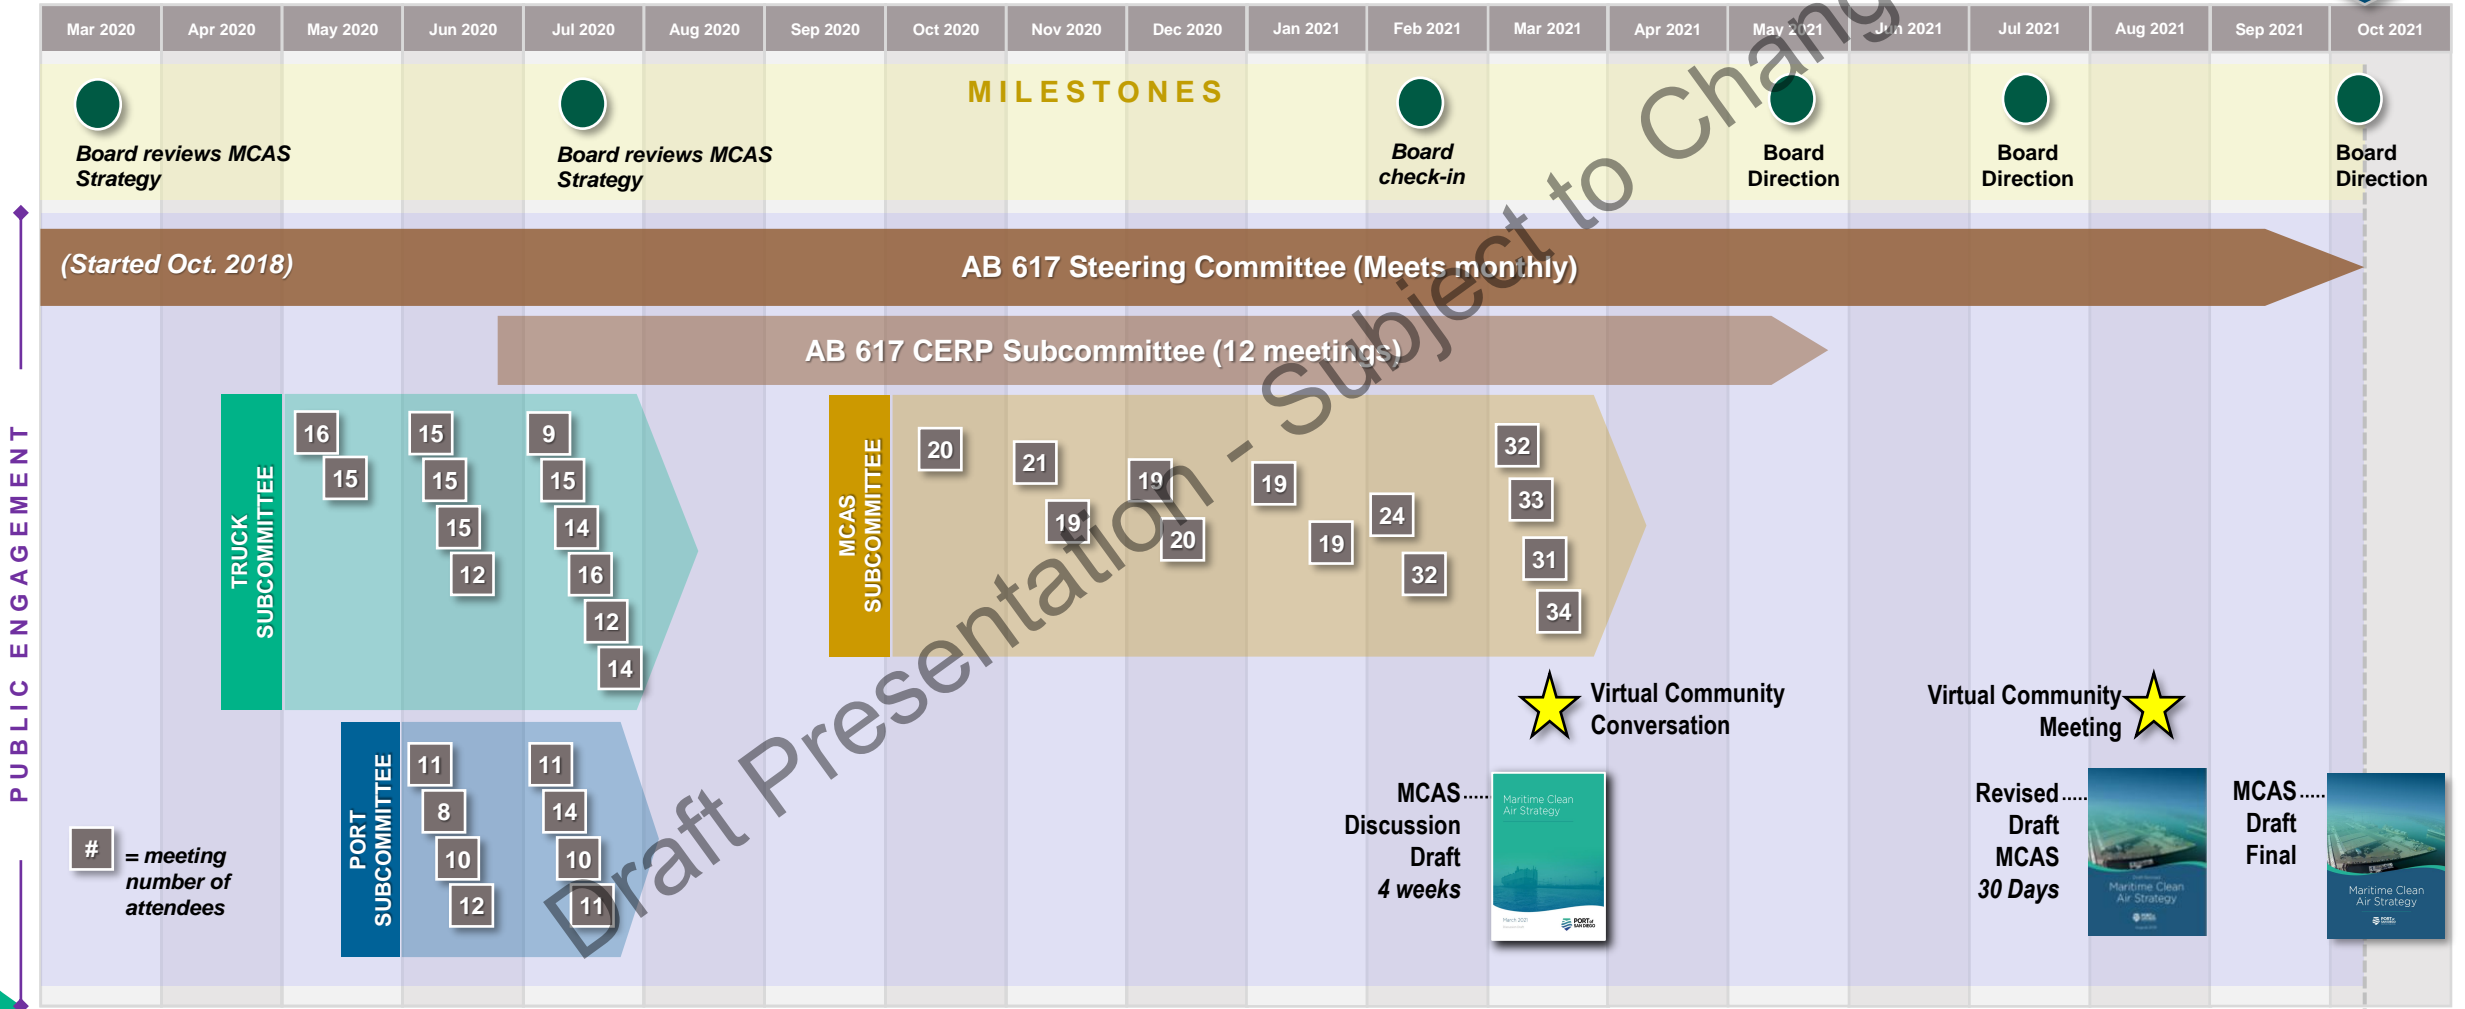 Mar 2020
Apr 2020
May 2020
Jun 2020
Jul 2020
Aug 2020
Sep 2020
Oct 2020
Nov 2020
Dec 2020
Jan 2021
Feb 2021
Mar 2021
Apr 2021
May 2021
Jun 2021
Jul 2021
Aug 2021
Sep 2021
Oct 2021
MILESTONES
Board reviews MCAS
Strategy
Board reviews MCAS
Strategy
Board
check-in
Board
Direction
Board
Direction
Board
Direction
PUBLIC ENGAGEMENT
(Started Oct. 2018)
AB 617 Steering Committee (Meets monthly)
AB 617 CERP Subcommittee (12 meetings)
TRUCK
SUBCOMMITTEE
16
15
15
15
15
12
9
15
14
16
12
14
MCAS
SUBCOMMITTEE
20
21
19
19
20
19
19
24
32
32
33
31
34
PORT
SUBCOMMITTEE
11
8
10
12
11
14
10
11
# = meeting
number of
attendees
Virtual Community
Conversation
Virtual Community
Meeting
MCAS
Discussion
Draft
4 weeks
Maritime Clean
Air Strategy
March 2021
PORT of
SAN DIEGO
Revised
Draft
MCAS
30 Days
Maritime Clean
Air Strategy
MCAS
Draft
Final
Maritime Clean
Air Strategy
Draft Presentation - Subject to Chang